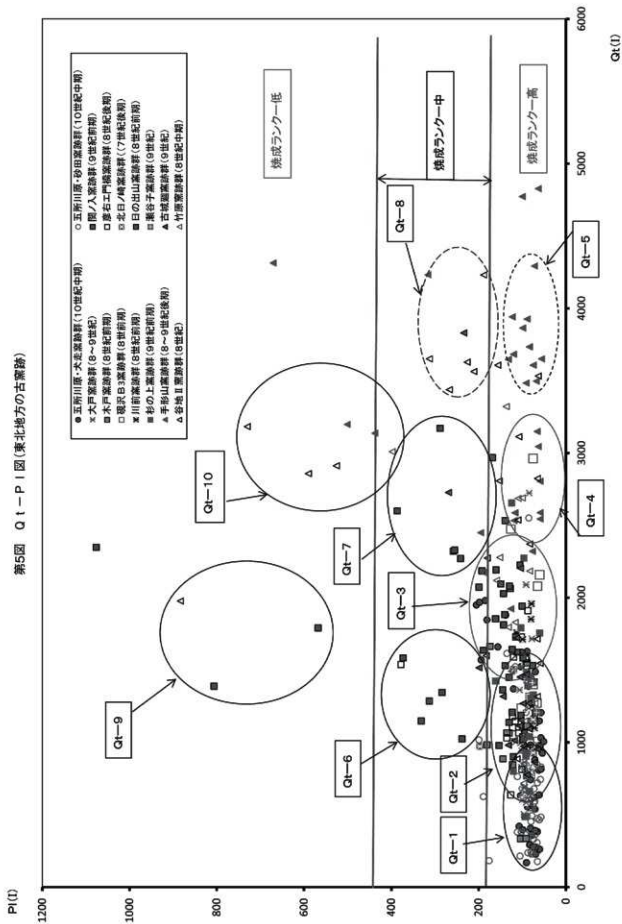 第5図 Qt-PI図(東北地方の古窯跡)
PI(I)
1200
1000
800
600
400
200
0
0
1000
2000
3000
4000
5000
6000
Qt(I)
●五所川原・犬走窯跡群(10世紀中期)
×大戸窯跡群(8~9世紀)
■木戸窯跡群(8世紀前期)
□硯沢B3窯跡群(8世前期)
✖川前窯跡群(8世紀前期)
■杉の上窯跡群(9世紀前期)
▲手形山窯跡群(8~9世紀後期)
△谷地Ⅱ窯跡群(8世紀)
○五所川原・砂田窯跡群(10世紀中期)
■関ノ入窯跡群(9世紀前期)
□彦右エ門橋窯跡群(8世紀後期)
□北日ノ崎窯跡群((7世紀後期)
■日の出山窯跡群(8世紀前期)
■瀬谷子窯跡群(9世紀)
▲古城廻窯跡群(9世紀)
△竹原窯跡群(8世紀中期)
焼成ランクー低
焼成ランクー中
焼成ランクー高
Qt-1
Qt-2
Qt-3
Qt-4
Qt-5
Qt-6
Qt-7
Qt-8
Qt-9
Qt-10